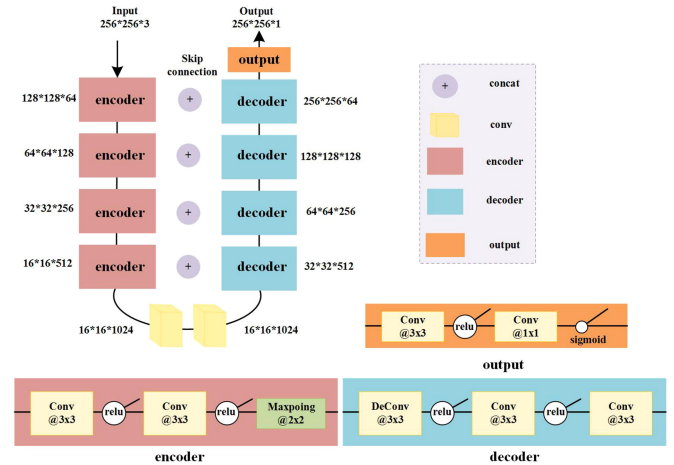 Input
256*256*3
Output
256*256*1
output
Skip
connection
128*128*64
encoder
+
decoder
256*256*64
64*64*128
encoder
+
decoder
128*128*128
32*32*256
encoder
+
decoder
64*64*256
16*16*512
encoder
+
decoder
32*32*512
16*16*1024
16*16*1024
+
concat
conv
encoder
decoder
output
Conv
@3x3
relu
Conv
@1x1
sigmoid
output
Conv
@3x3
relu
Conv
@3x3
relu
Maxpoing
@2x2
encoder
DeConv
@3x3
relu
Conv
@3x3
relu
Conv
@3x3
decoder